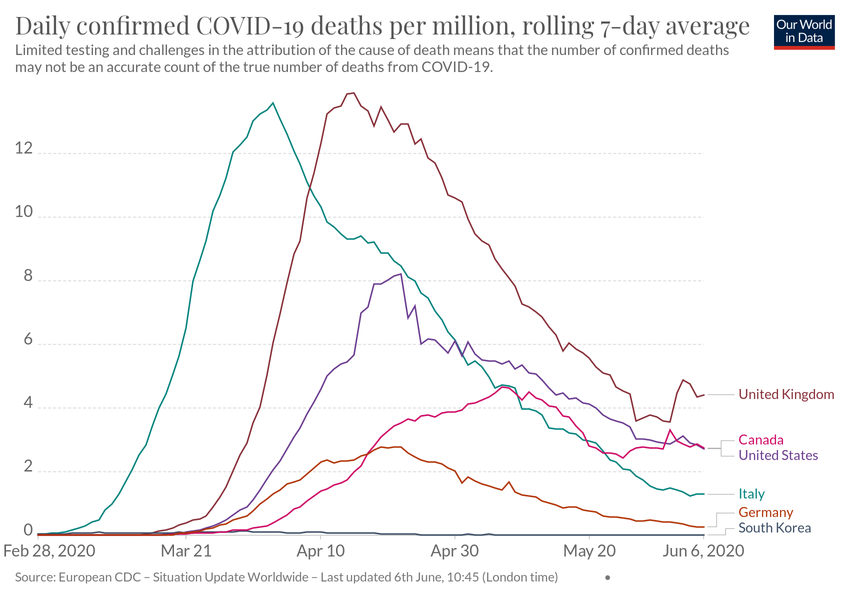 Daily confirmed COVID-19 deaths per million, rolling 7-day average
Our World
in Data
Limited testing and challenges in the attribution of the cause of death means that the number of confirmed deaths
may not be an accurate count of the true number of deaths from COVID-19.
12
10
8
6
4
2
0
United Kingdom
Canada
United States
Italy
Germany
South Korea
Feb 28, 2020
Mar 21
Apr 10
Apr 30
May 20
Jun 6, 2020
Source: European CDC – Situation Update Worldwide – Last updated 6th June, 10:45 (London time)